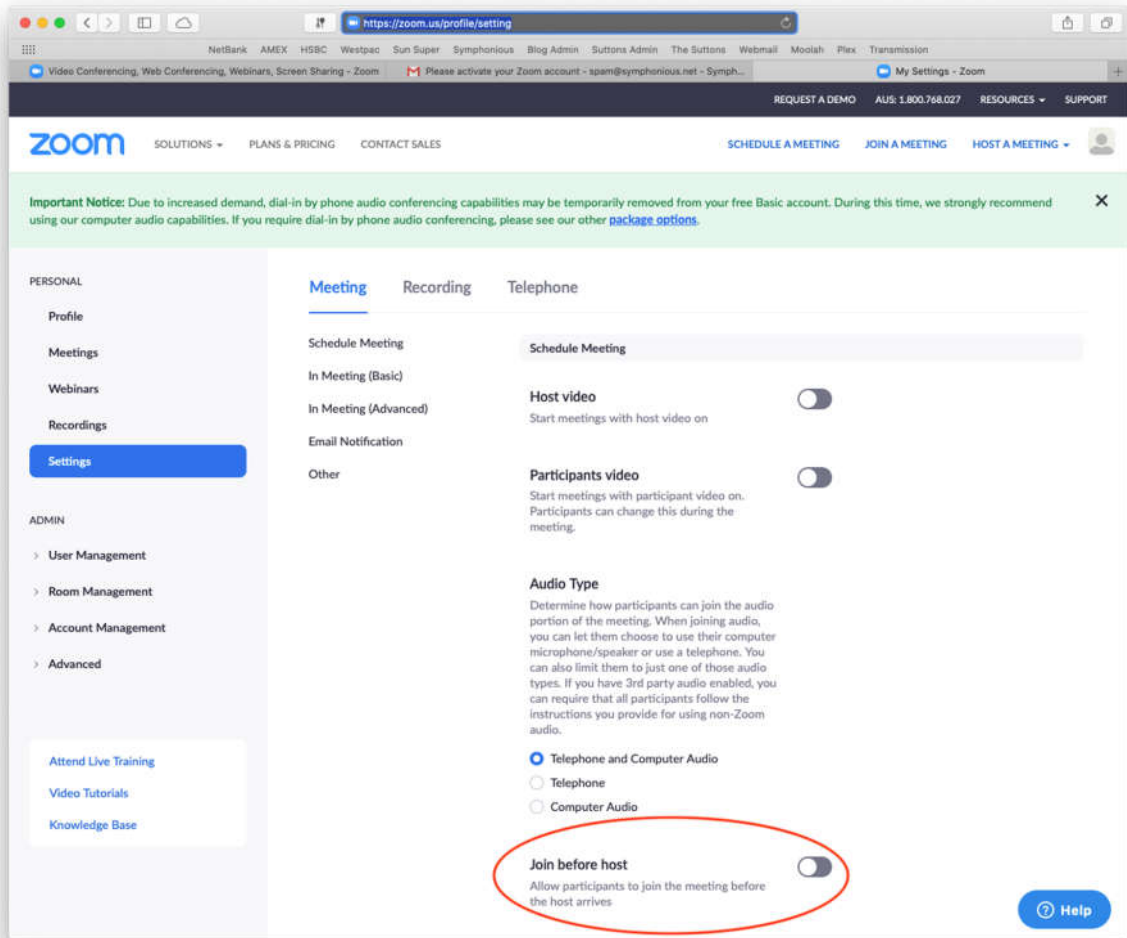 https://zoom.us/profile/setting
NetBank AMEX HSBC Westpac Sun Super Symphonious Blog Admin Suttons Admin The Suttons Webmail Moolah Plex Transmission
Video Conferencing, Web Conferencing, Webinars, Screen Sharing - Zoom
Please activate your Zoom account - spam@symphonious.net - Symph...
My Settings - Zoom
REQUEST A DEMO AUS: 1.800.768.027 RESOURCES SUPPORT
zoom SOLUTIONS PLANS & PRICING CONTACT SALES SCHEDULE A MEETING JOIN A MEETING HOST A MEETING
Important Notice: Due to increased demand, dial-in by phone audio conferencing capabilities may be temporarily removed from your free Basic account. During this time, we strongly recommend
using our computer audio capabilities. If you require dial-in by phone audio conferencing, please see our other package options.
PERSONAL
Profile
Meetings
Webinars
Recordings
Settings
ADMIN
User Management
Room Management
Account Management
Advanced
Attend Live Training
Video Tutorials
Knowledge Base
Meeting Recording Telephone
Schedule Meeting
In Meeting (Basic)
In Meeting (Advanced)
Email Notification
Other
Schedule Meeting
Host video
Start meetings with host video on
Participants video
Start meetings with participant video on.
Participants can change this during the
meeting.
Audio Type
Determine how participants can join the audio
portion of the meeting. When joining audio,
you can let them choose to use their computer
microphone/speaker or use a telephone. You
can also limit them to just one of those audio
types. If you have 3rd party audio enabled, you
can require that all participants follow the
instructions you provide for using non-Zoom
audio.
Telephone and Computer Audio
Telephone
Computer Audio
Join before host
Allow participants to join the meeting before
the host arrives
Help